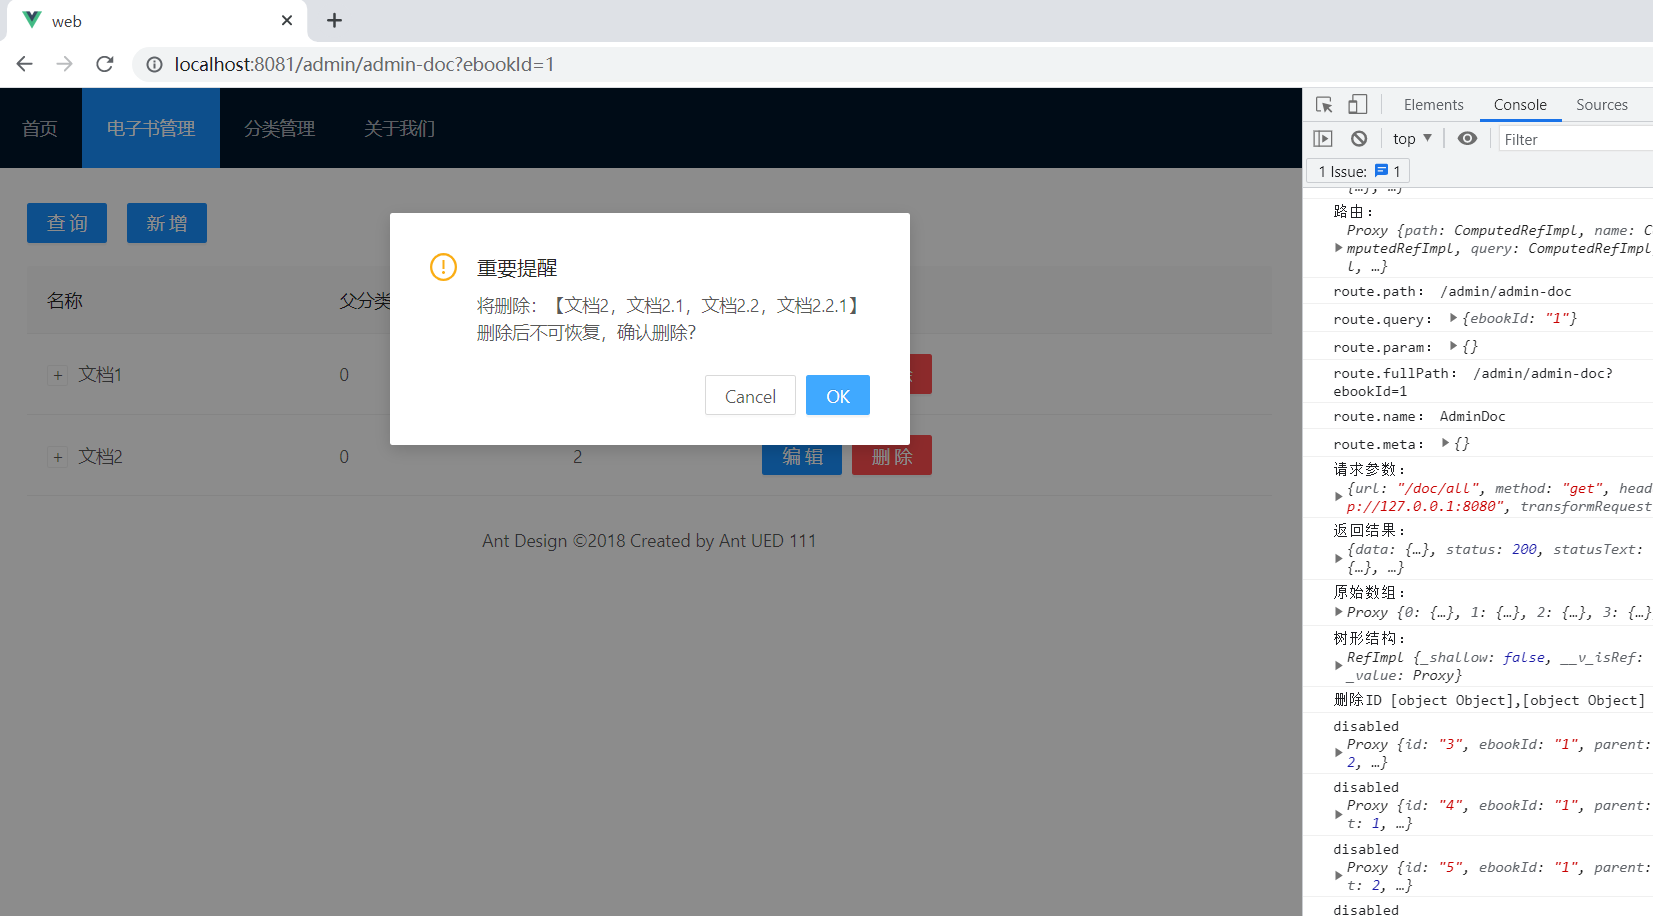 web
localhost:8081/admin/admin-doc?ebookId=1
首页 电子书管理 分类管理 关于我们
查询 新增
名称 父分类
文档1 0
文档2 0 2 编辑 删除
重要提醒
将删除：【文档2，文档2.1，文档2.2，文档2.2.1】
删除后不可恢复，确认删除?
Cancel OK
Ant Design ©2018 Created by Ant UED 111
Elements Console Sources
top Filter
1 Issue: 1
路由：
Proxy {path: ComputedRefImpl, name: C
mputedRefImpl, query: ComputedRefImpl
l, …}
route.path： /admin/admin-doc
route.query： {ebookId: "1"}
route.param： {}
route.fullPath： /admin/admin-doc?
ebookId=1
route.name： AdminDoc
route.meta： {}
请求参数：
{url: "/doc/all", method: "get", head
p://127.0.0.1:8080", transformRequest
返回结果：
{data: {…}, status: 200, statusText:
{…}, …}
原始数组：
Proxy {0: {…}, 1: {…}, 2: {…}, 3: {…}
树形结构：
RefImpl {_shallow: false, __v_isRef:
_value: Proxy}
删除ID [object Object],[object Object]
disabled
Proxy {id: "3", ebookId: "1", parent:
2, …}
disabled
Proxy {id: "4", ebookId: "1", parent:
t: 1, …}
disabled
Proxy {id: "5", ebookId: "1", parent:
t: 2, …}
disabled